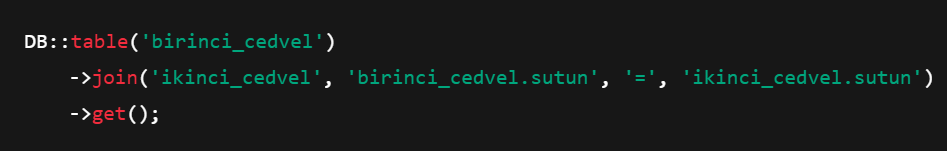 DB::table('birinci_cedvel')
    ->join('ikinci_cedvel', 'birinci_cedvel.sutun', '=', 'ikinci_cedvel.sutun')
    ->get();